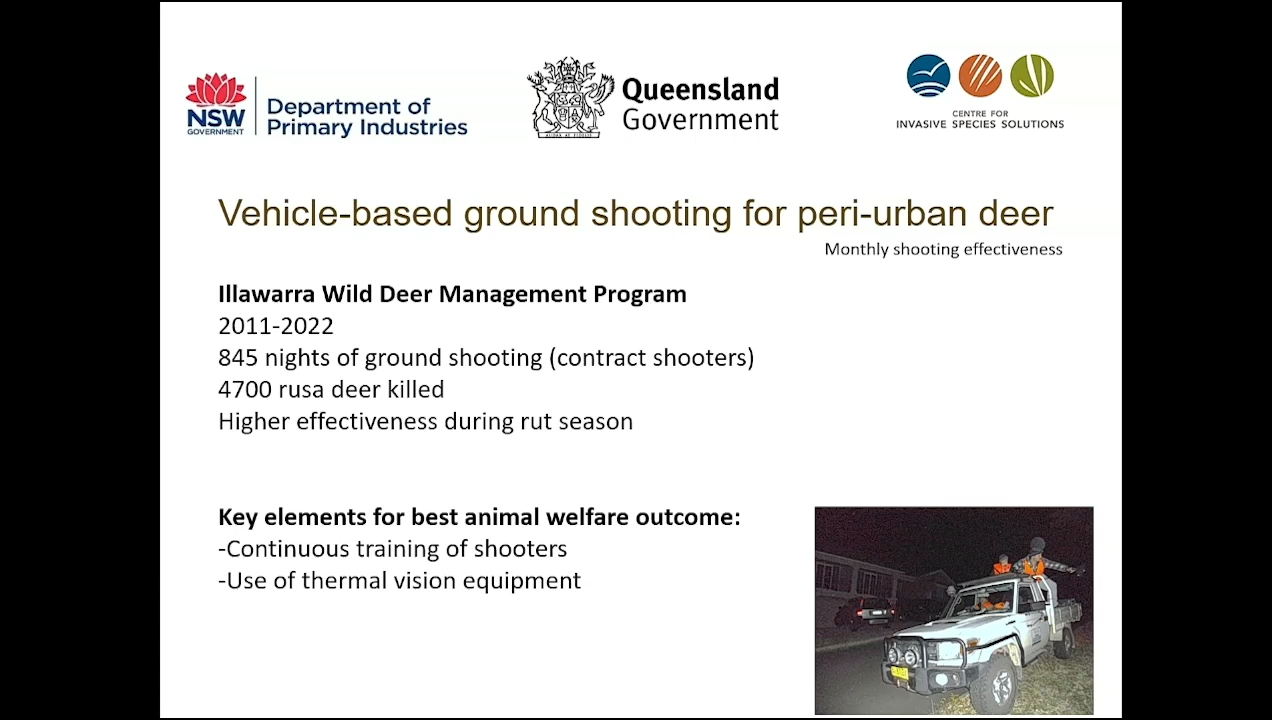 NSW
GOVERNMENT
Department of
Primary Industries
Queensland
Government
CENTRE FOR
INVASIVE SPECIES SOLUTIONS
Vehicle-based ground shooting for peri-urban deer
Monthly shooting effectiveness
Illawarra Wild Deer Management Program
2011-2022
845 nights of ground shooting (contract shooters)
4700 rusa deer killed
Higher effectiveness during rut season
Key elements for best animal welfare outcome:
-Continuous training of shooters
-Use of thermal vision equipment